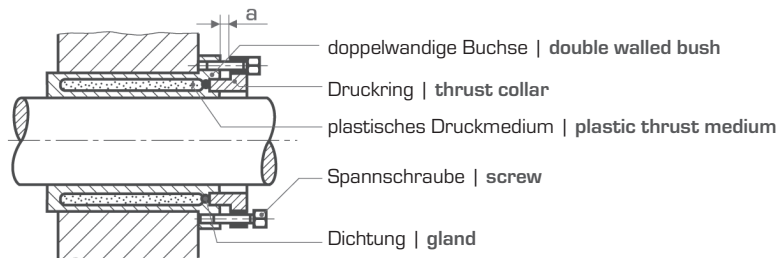 a
doppelwandige Buchse | double walled bush
Druckring | thrust collar
plastisches Druckmedium | plastic thrust medium
Spannschraube | screw
Dichtung | gland